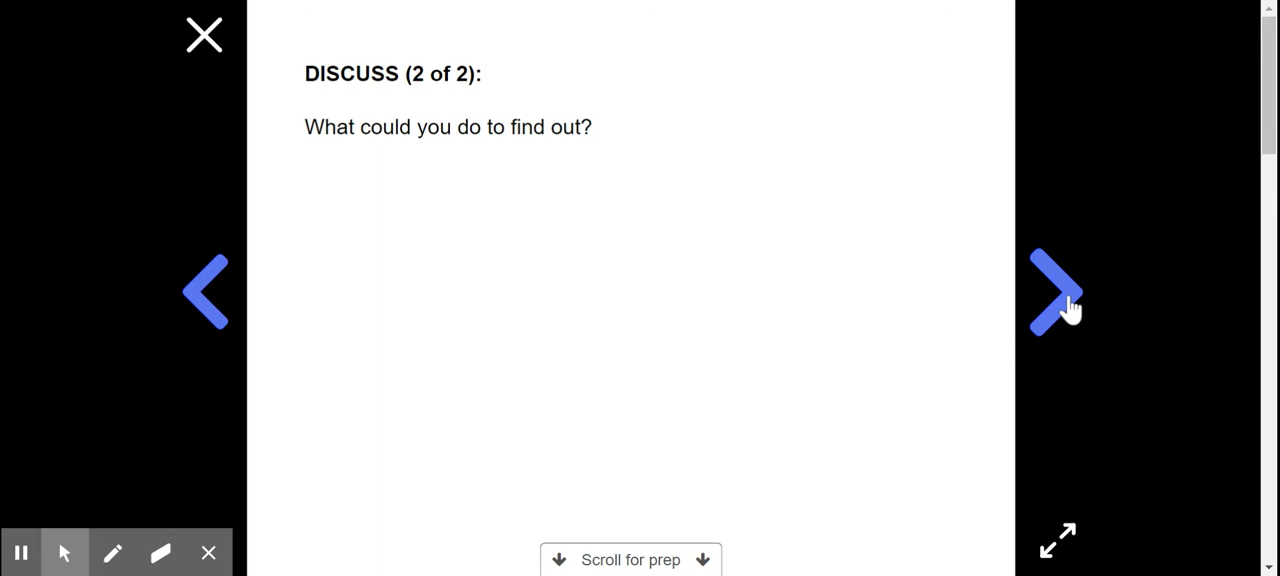 DISCUSS (2 of 2):
What could you do to find out?
Scroll for prep